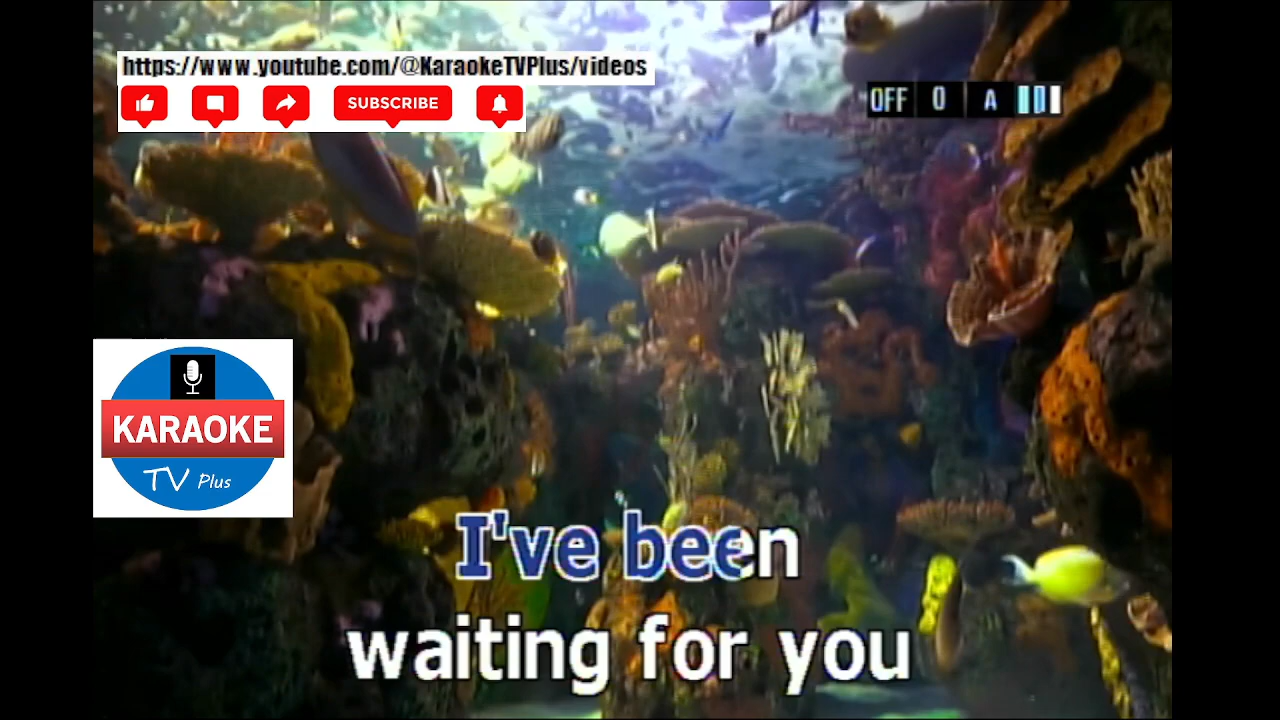 https://www.youtube.com/@KaraokeTVPlus/videos
SUBSCRIBE
OFF 0 A
KARAOKE
TV Plus
I've been
waiting for you